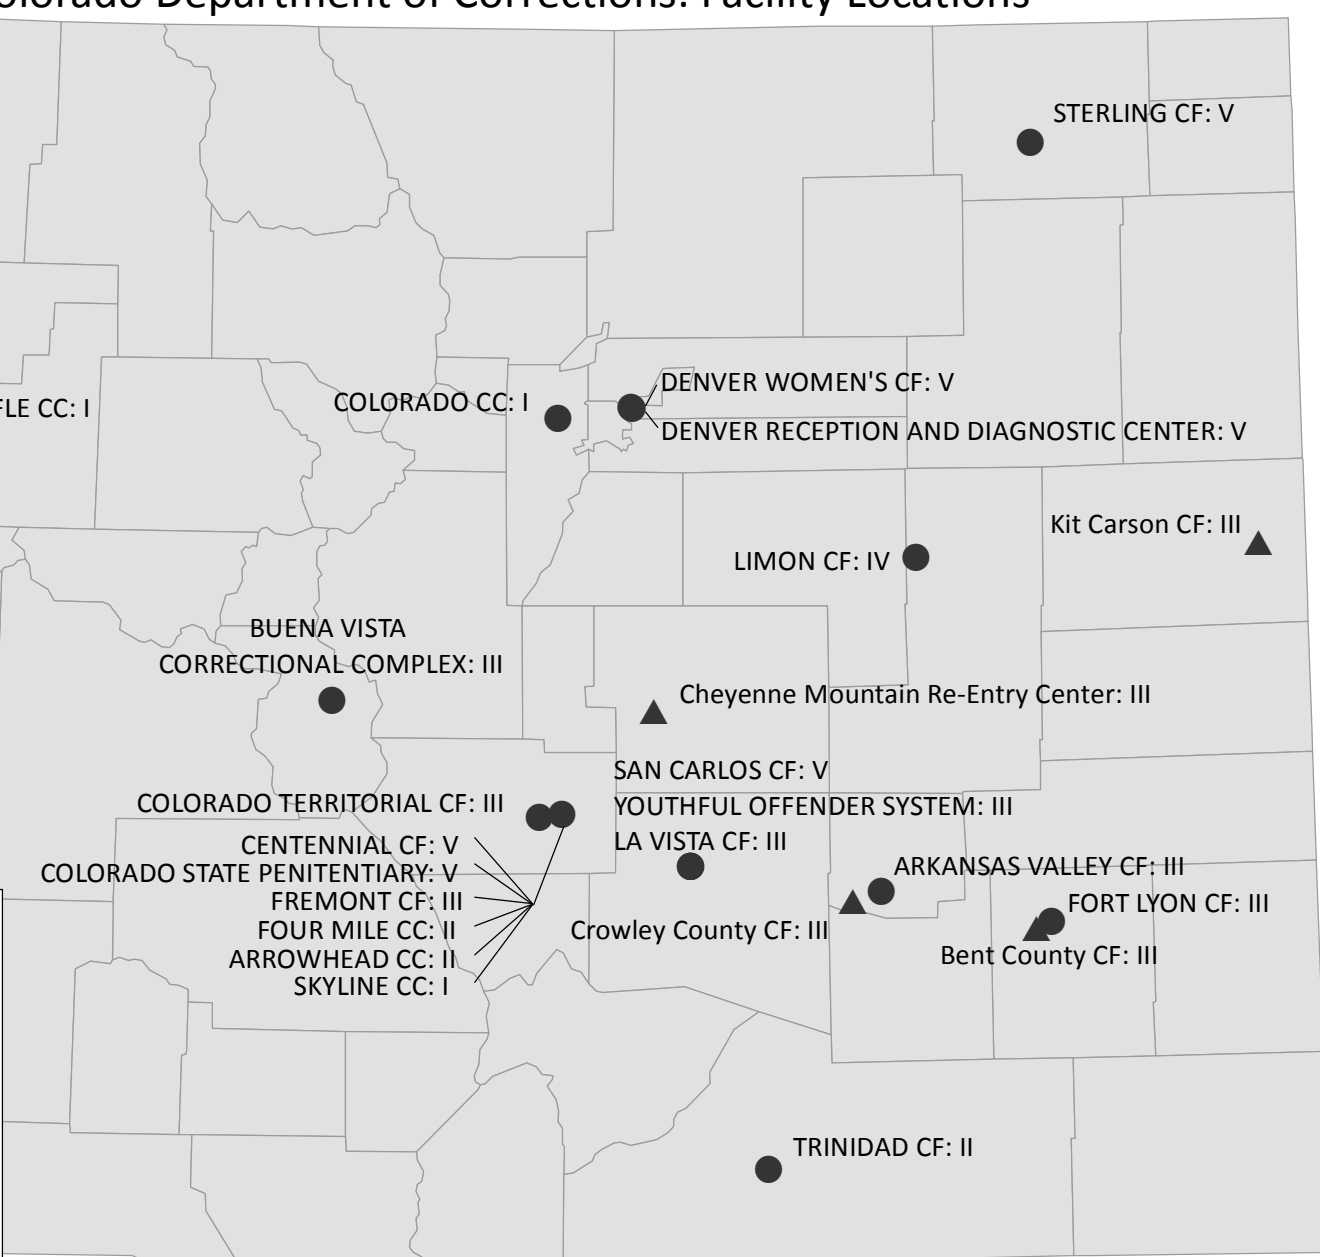 olorado Department of Corrections: Facility Locations
STERLING CF: V
DENVER WOMEN'S CF: V
COLORADO CC: I
FLE CC: I
DENVER RECEPTION AND DIAGNOSTIC CENTER: V
Kit Carson CF: III
LIMON CF: IV
BUENA VISTA
CORRECTIONAL COMPLEX: III
Cheyenne Mountain Re-Entry Center: III
SAN CARLOS CF: V
YOUTHFUL OFFENDER SYSTEM: III
LA VISTA CF: III
COLORADO TERRITORIAL CF: III
CENTENNIAL CF: V
COLORADO STATE PENITENTIARY: V
FREMONT CF: III
FOUR MILE CC: II
ARROWHEAD CC: II
SKYLINE CC: I
ARKANSAS VALLEY CF: III
FORT LYON CF: III
Crowley County CF: III
Bent County CF: III
TRINIDAD CF: II